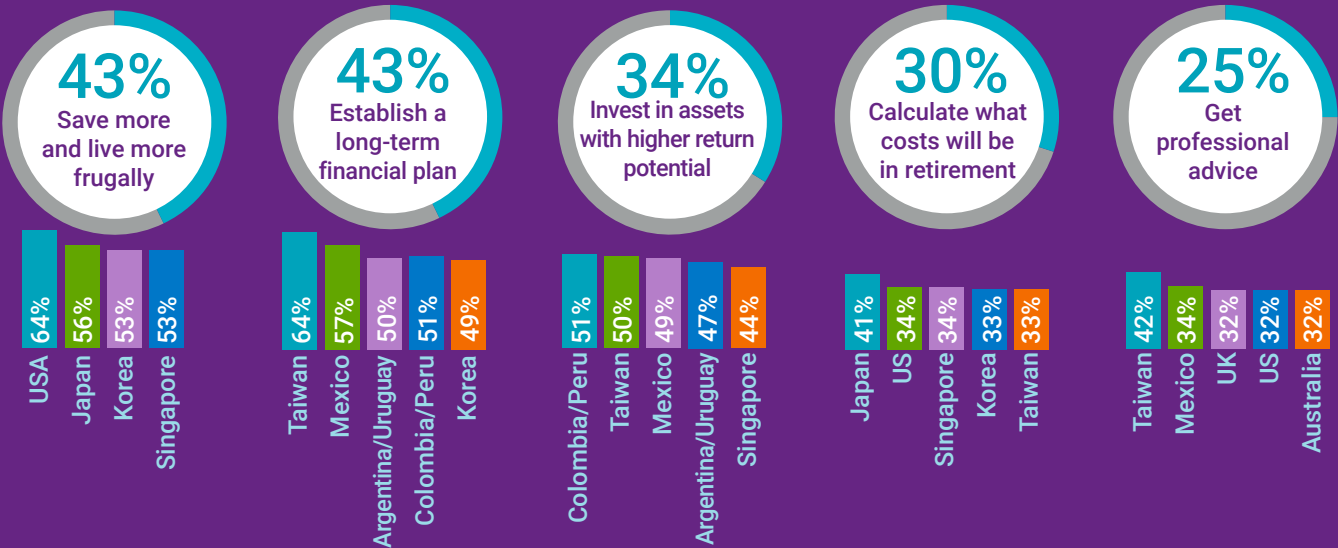 43%
Save more
and live more
frugally
64%
56%
53%
53%
USA
Japan
Korea
Singapore
43%
Establish a
long-term
financial plan
64%
57%
50%
51%
49%
Taiwan
Mexico
Argentina/Uruguay
Colombia/Peru
Korea
34%
Invest in assets
with higher return
potential
51%
50%
49%
47%
44%
Colombia/Peru
Taiwan
Mexico
Argentina/Uruguay
Singapore
30%
Calculate what
costs will be
in retirement
41%
34%
34%
33%
33%
Japan
US
Singapore
Korea
Taiwan
25%
Get
professional
advice
42%
34%
32%
32%
32%
Taiwan
Mexico
UK
US
Australia